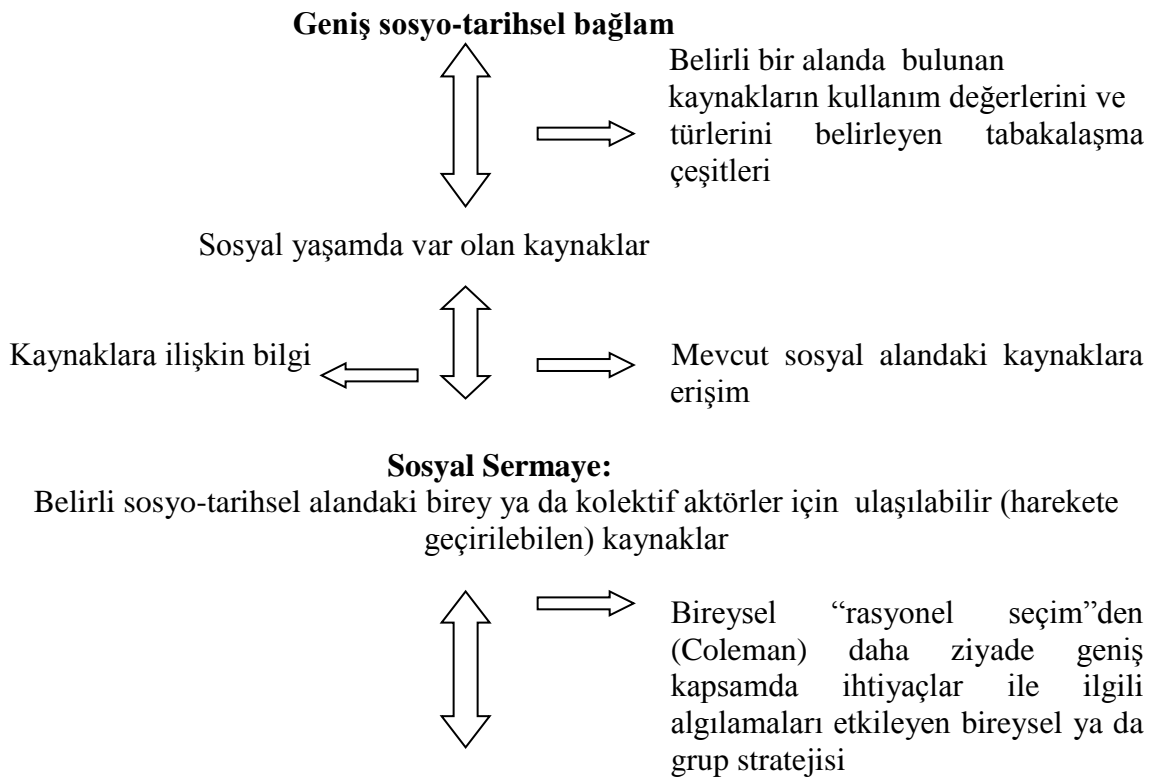 Geniş sosyo-tarihsel bağlam
Belirli bir alanda bulunan
kaynakların kullanım değerlerini ve
türlerini belirleyen tabakalaşma
çeşitleri
Sosyal yaşamda var olan kaynaklar
Kaynaklara ilişkin bilgi
Mevcut sosyal alandaki kaynaklara
erişim
Sosyal Sermaye:
Belirli sosyo-tarihsel alandaki birey ya da kolektif aktörler için ulaşılabilir (harekete
geçirilebilen) kaynaklar
Bireysel “rasyonel seçim”den
(Coleman) daha ziyade geniş
kapsamda ihtiyaçlar ile ilgili
algılamaları etkileyen bireysel ya da
grup stratejisi